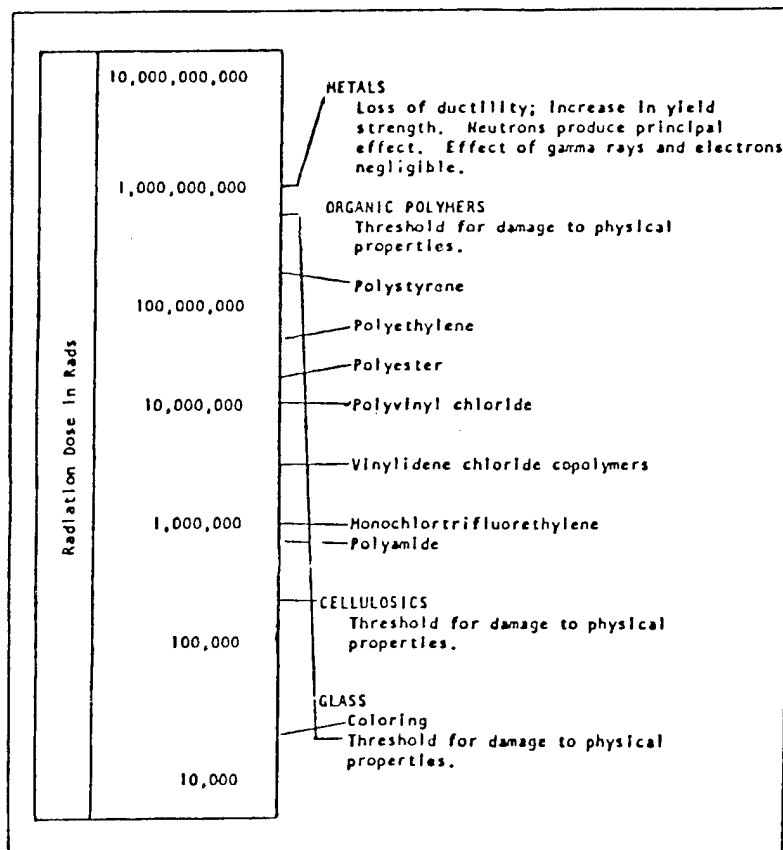 Radiation Dose in Rads
10,000,000,000
1,000,000,000
100,000,000
10,000,000
1,000,000
100,000
10,000
METALS
Loss of ductility; increase in yield
strength. Neutrons produce principal
effect. Effect of gamma rays and electrons
negligible.
ORGANIC POLYMERS
Threshold for damage to physical
properties.
Polystyrene
Polyethylene
Polyester
Polyvinyl chloride
Vinylidene chloride copolymers
Monochlortrifluorethylene
Polyamide
CELLULOSICS
Threshold for damage to physical
properties.
GLASS
Coloring
Threshold for damage to physical
properties.